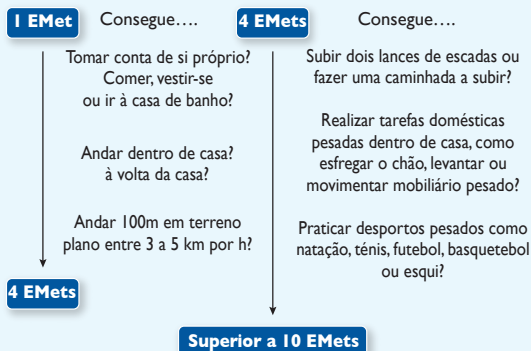 1 EMet
Consegue....
Tomar conta de si próprio?
Comer, vestir-se
ou ir à casa de banho?
Andar dentro de casa?
à volta da casa?
Andar 100m em terreno
plano entre 3 a 5 km por h?
4 EMets
4 EMets
Consegue....
Subir dois lances de escadas ou
fazer uma caminhada a subir?
Realizar tarefas domésticas
pesadas dentro de casa, como
esfregar o chão, levantar ou
movimentar mobiliário pesado?
Praticar desportos pesados como
natação, ténis, futebol, basquetebol
ou esqui?
Superior a 10 EMets